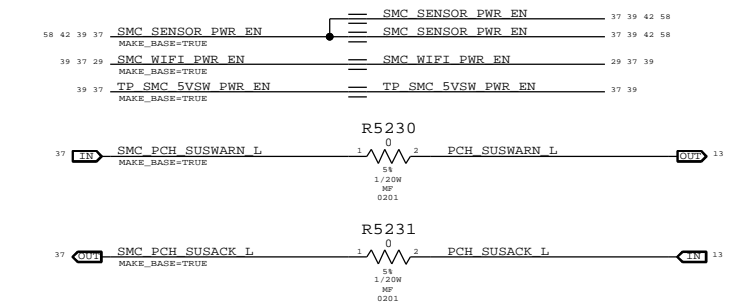 SMC_SENSOR_PWR_EN 37 39 42 58
58 42 39 37 SMC_SENSOR_PWR_EN SMC_SENSOR_PWR_EN 37 39 42 58
MAKE_BASE=TRUE
39 37 29 SMC_WIFI_PWR_EN SMC_WIFI_PWR_EN 29 37 39
MAKE_BASE=TRUE
39 37 TP_SMC_5VSW_PWR_EN TP_SMC_5VSW_PWR_EN 37 39
MAKE_BASE=TRUE
R5230
0
37 IN SMC_PCH_SUSWARN_L 1 2 PCH_SUSWARN_L OUT 13
MAKE_BASE=TRUE
5%
1/20W
MF
0201
R5231
0
37 OUT SMC_PCH_SUSACK_L 1 2 PCH_SUSACK_L IN 13
MAKE_BASE=TRUE
5%
1/20W
MF
0201